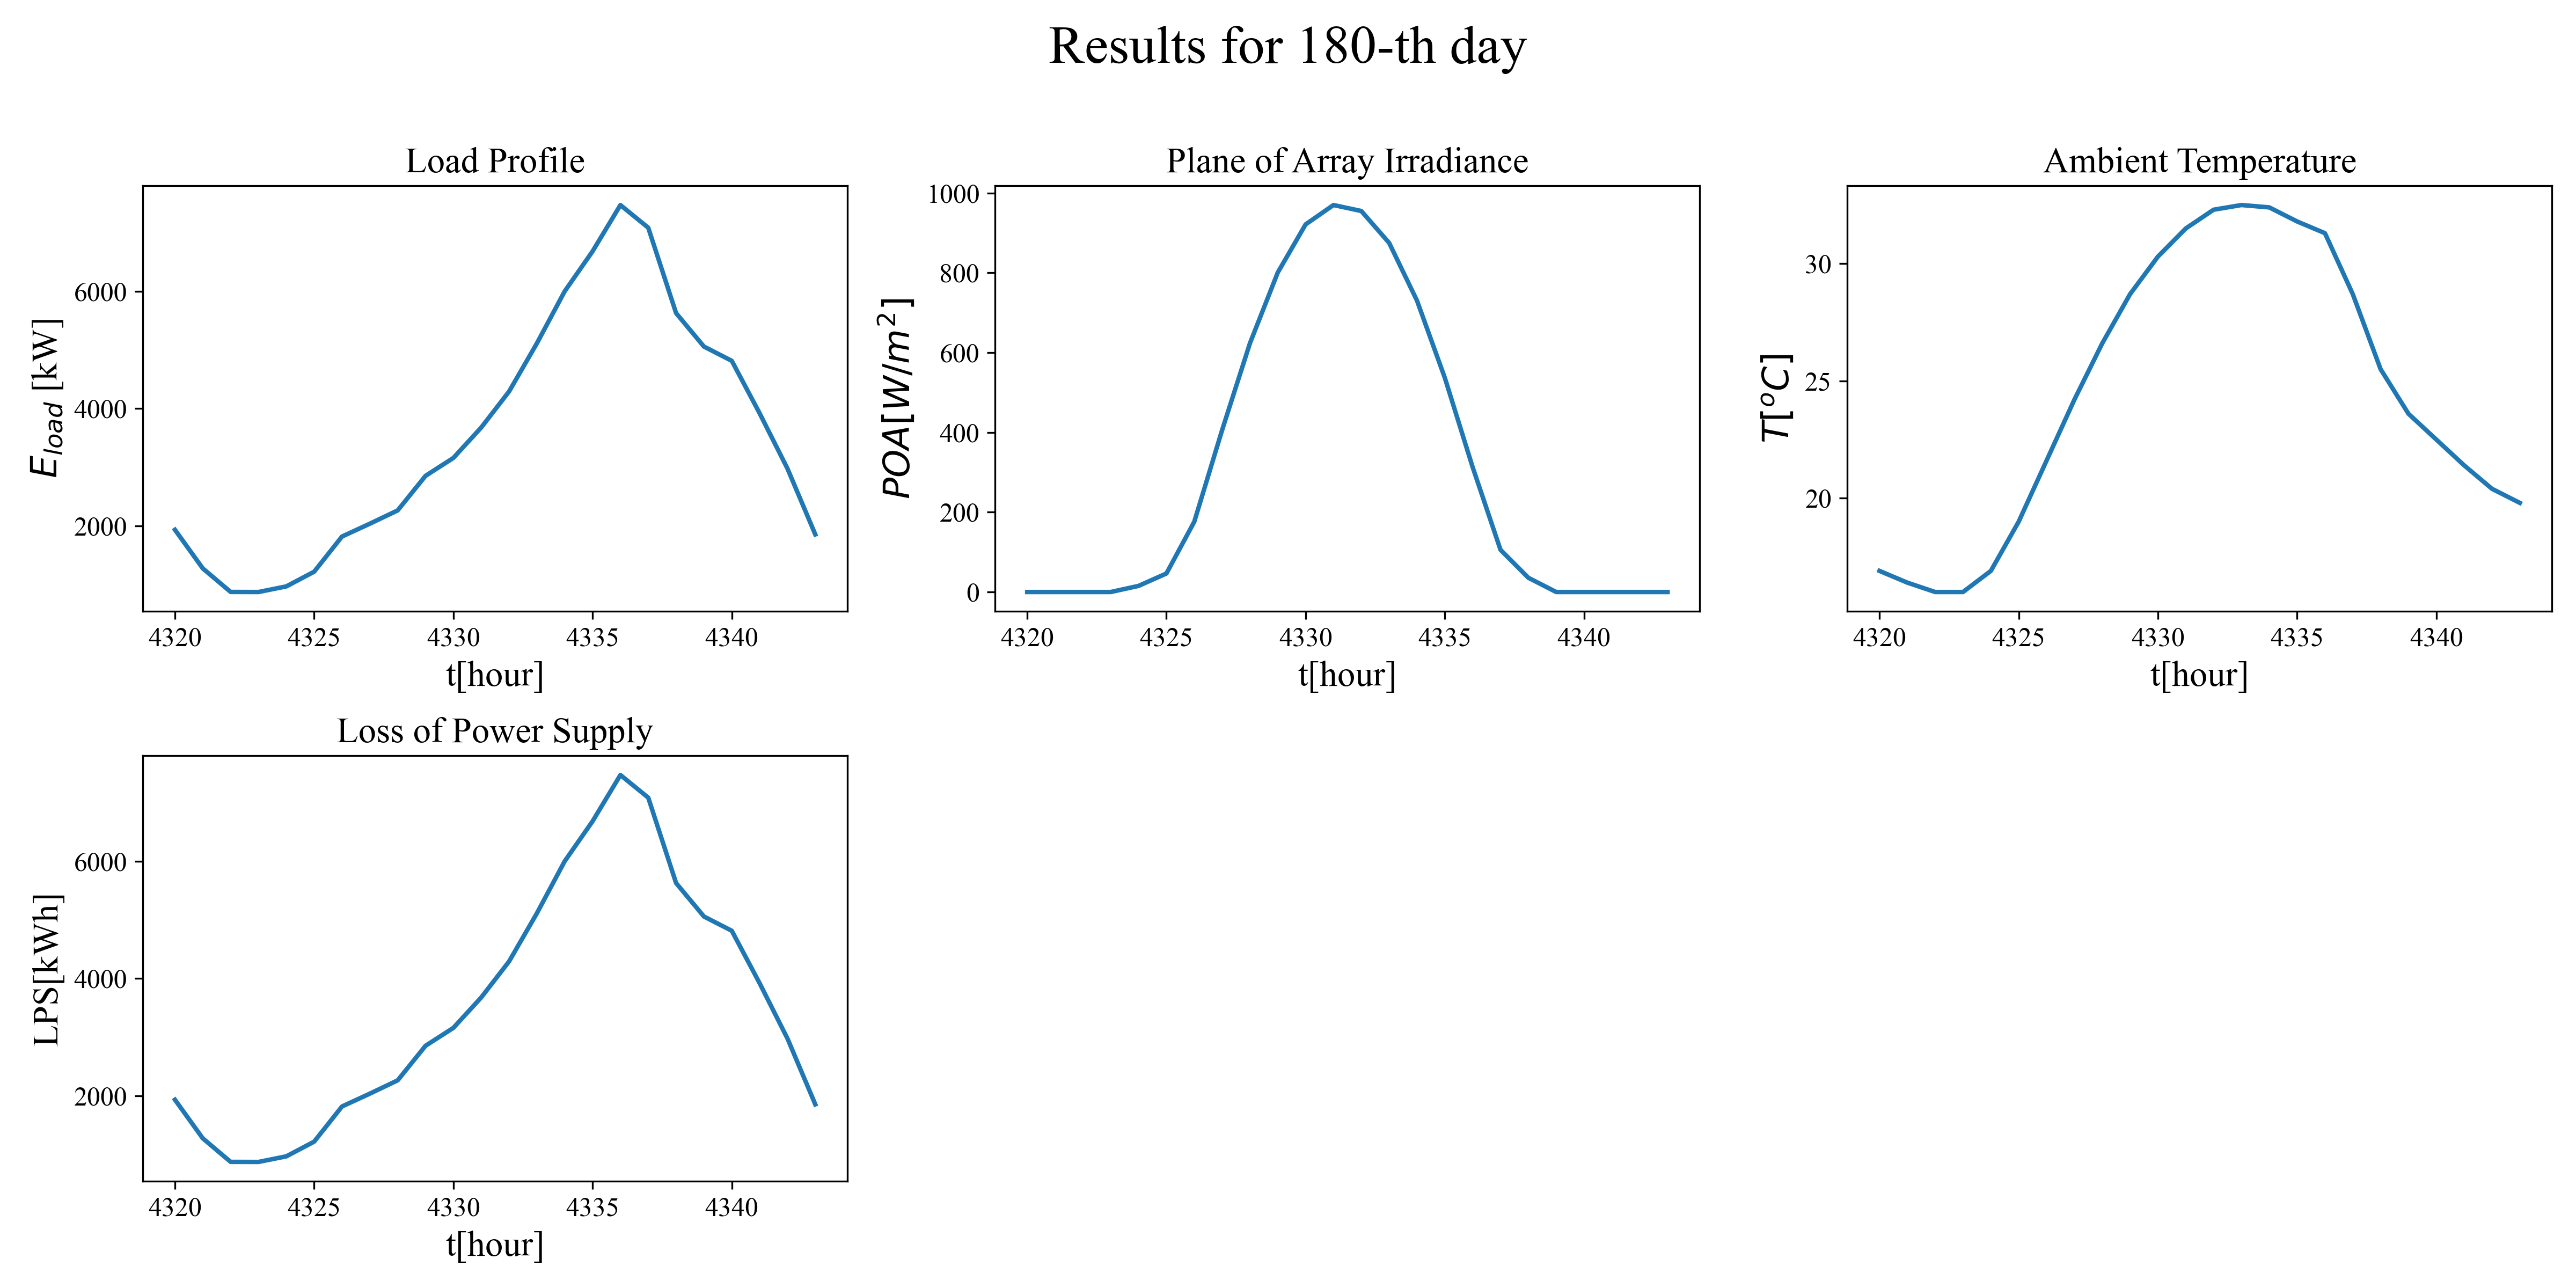 Results for 180-th day
Load Profile
E_load [kW]
6000
4000
2000
4320 4325 4330 4335 4340
t[hour]
Plane of Array Irradiance
POA[W/m²]
1000
800
600
400
200
0
4320 4325 4330 4335 4340
t[hour]
Ambient Temperature
T[°C]
30
25
20
4320 4325 4330 4335 4340
t[hour]
Loss of Power Supply
LPS[kWh]
6000
4000
2000
4320 4325 4330 4335 4340
t[hour]